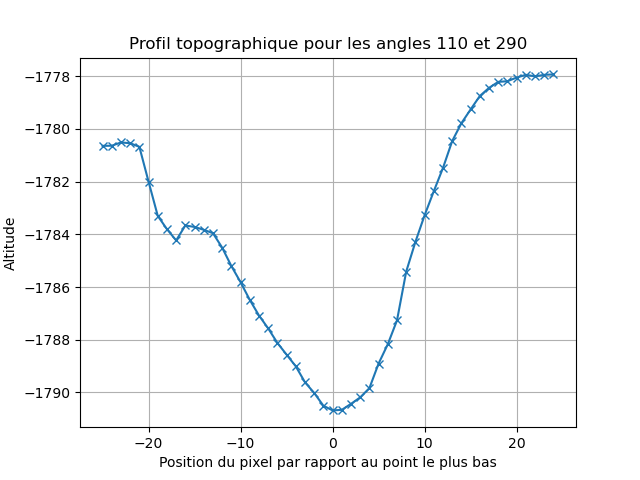 Profil topographique pour les angles 110 et 290
Altitude
−1778
−1780
−1782
−1784
−1786
−1788
−1790
−20 −10 0 10 20
Position du pixel par rapport au point le plus bas